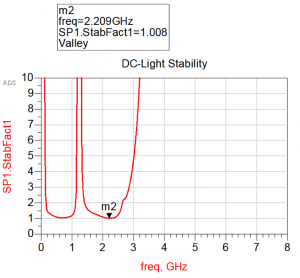 m2
freq=2.209GHz
SP1.StabFact1=1.008
Valley
DC-Light Stability
ADS
10
9
8
7
6
5
4
3
2
1
0
SP1.StabFact1
m2
0 1 2 3 4 5 6 7 8
freq, GHz